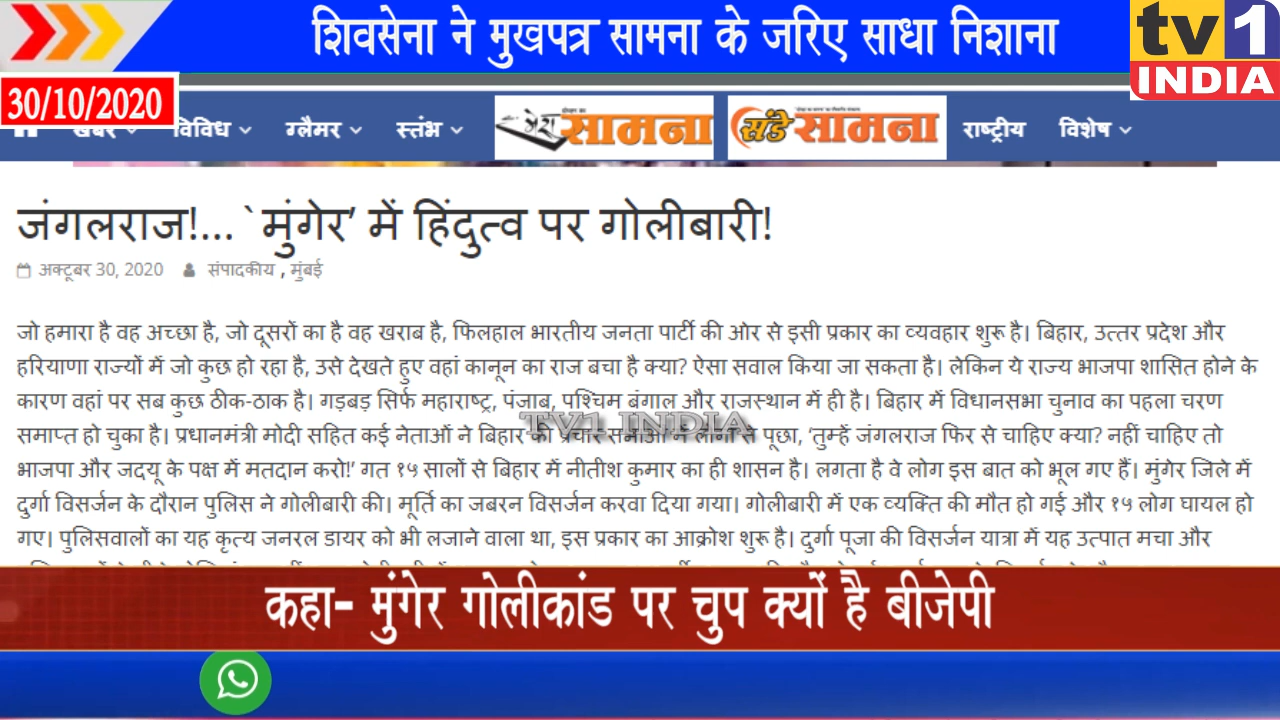 शिवसेना ने मुखपत्र सामना के जरिए साधा निशाना
tv1
INDIA
30/10/2020
खबरें विविध ग्लैमर स्तंभ मेरा सामना संडे सामना राष्ट्रीय विशेष
जंगलराज!... `मुंगेर’ में हिंदुत्व पर गोलीबारी!
अक्टूबर 30, 2020 संपादकीय , मुंबई
जो हमारा है वह अच्छा है, जो दूसरों का है वह खराब है, फिलहाल भारतीय जनता पार्टी की ओर से इसी प्रकार का व्यवहार शुरू है। बिहार, उत्तर प्रदेश और
हरियाणा राज्यों में जो कुछ हो रहा है, उसे देखते हुए वहां कानून का राज बचा है क्या? ऐसा सवाल किया जा सकता है। लेकिन ये राज्य भाजपा शासित होने के
कारण वहां पर सब कुछ ठीक-ठाक है। गड़बड़ सिर्फ महाराष्ट्र, पंजाब, पश्चिम बंगाल और राजस्थान में ही है। बिहार में विधानसभा चुनाव का पहला चरण
TV1 INDIA
समाप्त हो चुका है। प्रधानमंत्री मोदी सहित कई नेताओं ने बिहार की प्रचार सभाओं में लोगों से पूछा, ‘तुम्हें जंगलराज फिर से चाहिए क्या? नहीं चाहिए तो
भाजपा और जदयू के पक्ष में मतदान करो!’ गत १५ सालों से बिहार में नीतीश कुमार का ही शासन है। लगता है वे लोग इस बात को भूल गए हैं। मुंगेर जिले में
दुर्गा विसर्जन के दौरान पुलिस ने गोलीबारी की। मूर्ति का जबरन विसर्जन करवा दिया गया। गोलीबारी में एक व्यक्ति की मौत हो गई और १५ लोग घायल हो
गए। पुलिसवालों का यह कृत्य जनरल डायर को भी लजाने वाला था, इस प्रकार का आक्रोश शुरू है। दुर्गा पूजा की विसर्जन यात्रा में यह उत्पात मचा और
कहा- मुंगेर गोलीकांड पर चुप क्यों है बीजेपी